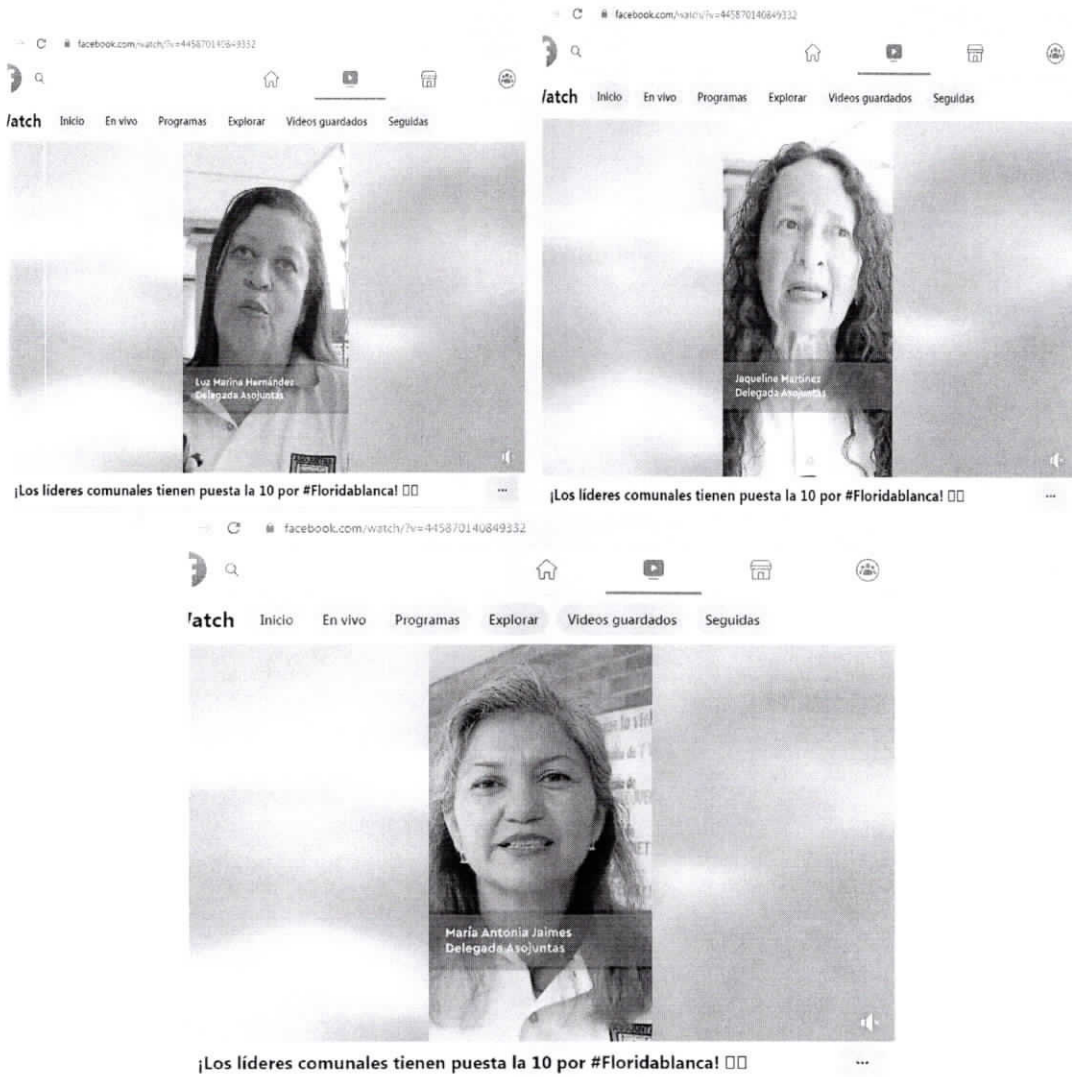 facebook.com/watch/?v=445870140849332
/atch Inicio En vivo Programas Explorar Videos guardados Seguidas
Luz Marina Hernández
Delegada Asojuntas
¡Los líderes comunales tienen puesta la 10 por #Floridablanca!
facebook.com/watch/?v=445870140849332
/atch Inicio En vivo Programas Explorar Videos guardados Seguidas
Jaqueline Martínez
Delegada Asojuntas
¡Los líderes comunales tienen puesta la 10 por #Floridablanca!
facebook.com/watch/?v=445870140849332
/atch Inicio En vivo Programas Explorar Videos guardados Seguidas
María Antonia Jaimes
Delegada Asojuntas
¡Los líderes comunales tienen puesta la 10 por #Floridablanca!